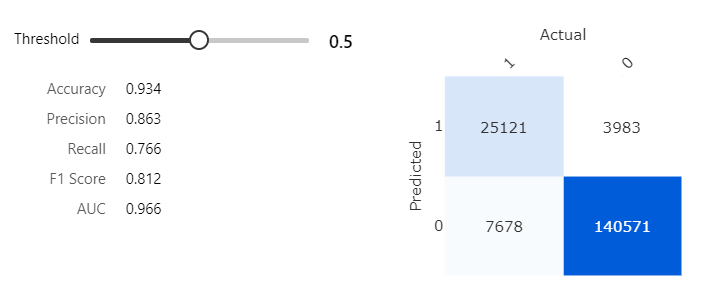 Threshold 0.5
Accuracy 0.934
Precision 0.863
Recall 0.766
F1 Score 0.812
AUC 0.966
Actual
1 0
Predicted
1 25121 3983
0 7678 140571